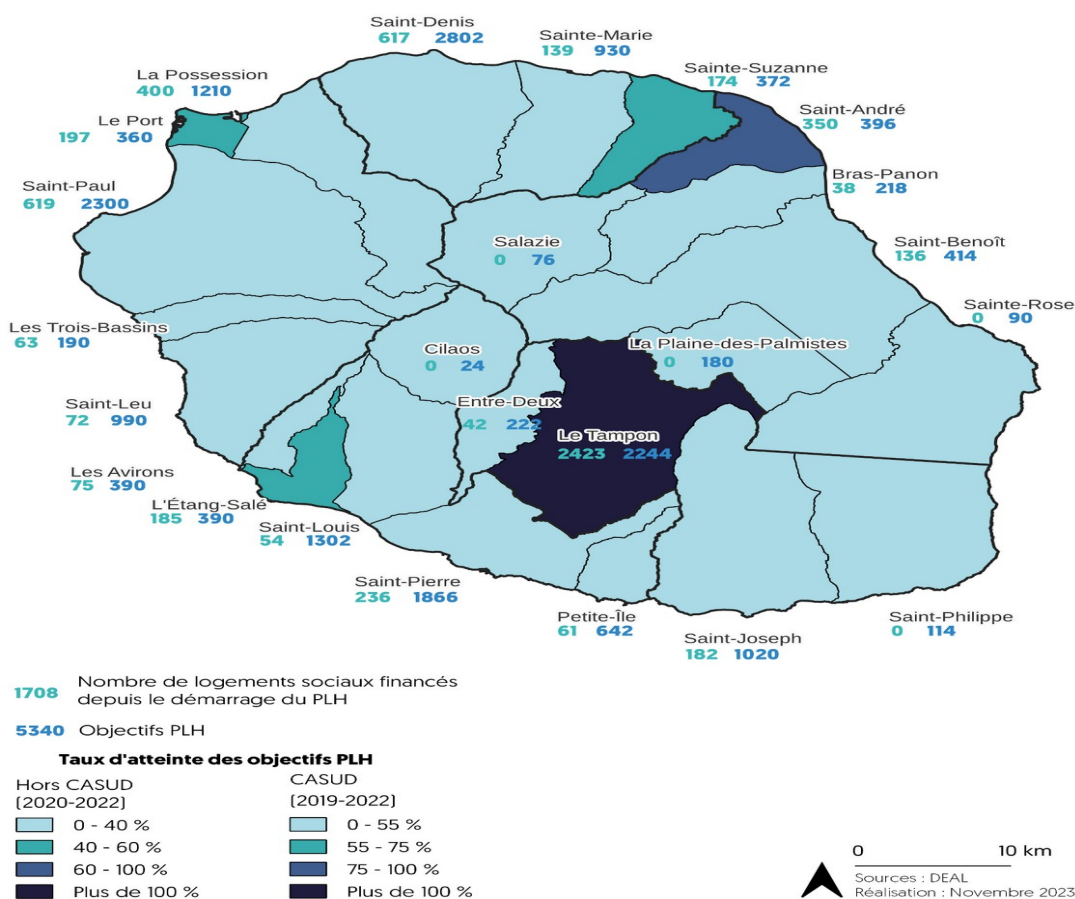 Saint-Denis
617 2802
Sainte-Marie
139 930
Sainte-Suzanne
174 372
La Possession
400 1210
Saint-André
350 396
Le Port
197 360
Bras-Panon
38 218
Saint-Paul
619 2300
Salazie
0 76
Saint-Benoît
136 414
Sainte-Rose
0 90
Les Trois-Bassins
63 190
Cilaos
0 24
La Plaine-des-Palmistes
0 180
Saint-Leu
72 990
Entre-Deux
42 222
Le Tampon
2423 2244
Les Avirons
75 390
L'Étang-Salé
185 390
Saint-Louis
54 1302
Saint-Pierre
236 1866
Petite-Île
61 642
Saint-Joseph
182 1020
Saint-Philippe
0 114
1708 Nombre de logements sociaux financés
depuis le démarrage du PLH
5340 Objectifs PLH
Taux d'atteinte des objectifs PLH
Hors CASUD
(2020-2022)
0 - 40 %
40 - 60 %
60 - 100 %
Plus de 100 %
CASUD
(2019-2022)
0 - 55 %
55 - 75 %
75 - 100 %
Plus de 100 %
0 10 km
Sources : DEAL
Réalisation : Novembre 2023